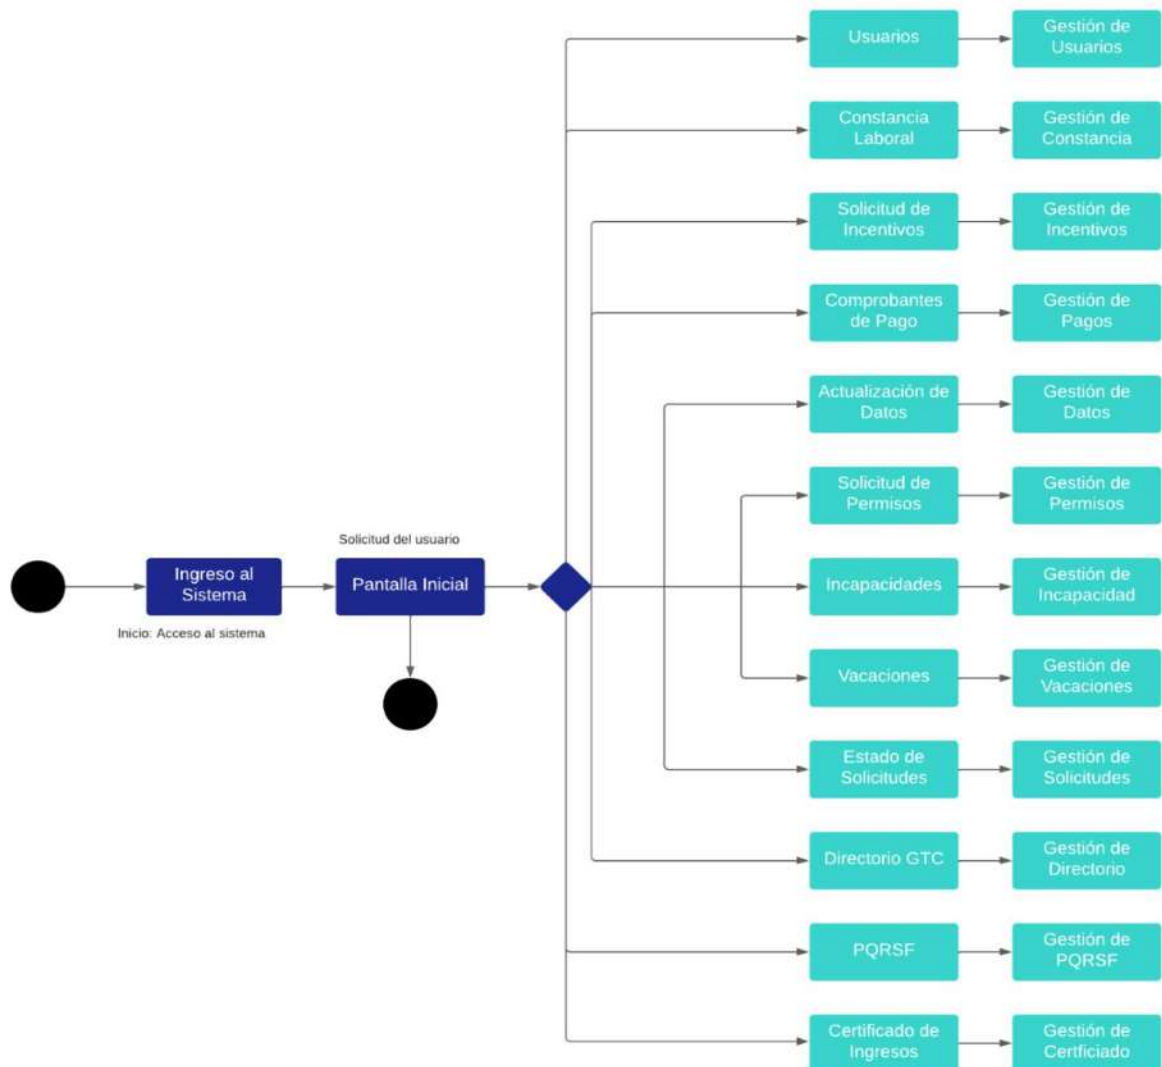 Usuarios
Gestión de
Usuarios
Constancia
Laboral
Gestión de
Constancia
Solicitud de
Incentivos
Gestión de
Incentivos
Comprobantes
de Pago
Gestión de
Pagos
Actualización de
Datos
Gestión de
Datos
Solicitud de
Permisos
Gestión de
Permisos
Solicitud del usuario
Ingreso al
Sistema
Pantalla Inicial
Incapacidades
Gestión de
Incapacidad
Inicio: Acceso al sistema
Vacaciones
Gestión de
Vacaciones
Estado de
Solicitudes
Gestión de
Solicitudes
Directorio GTC
Gestión de
Directorio
PQRSF
Gestión de
PQRSF
Certificado de
Ingresos
Gestión de
Certficiado